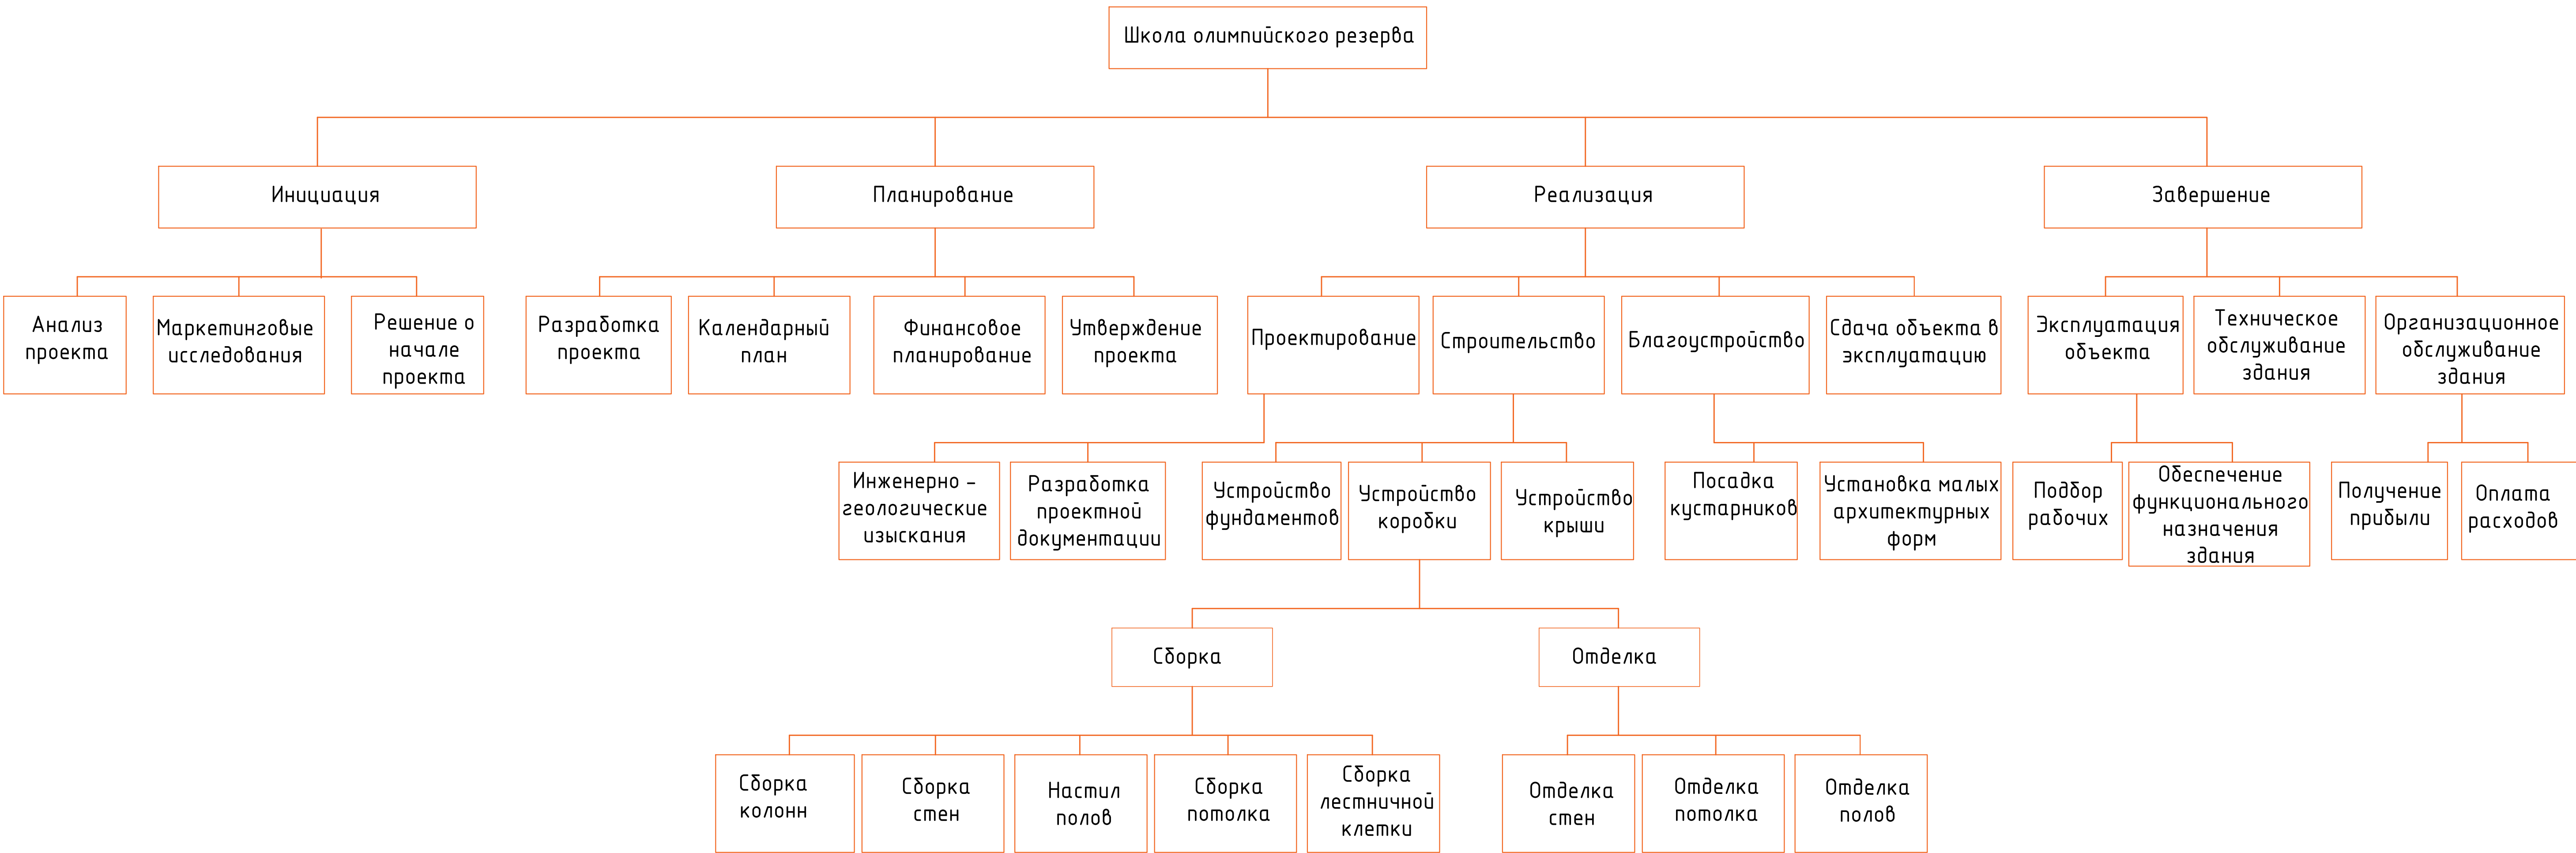 Школа олимпийского резерва
Инициация
Планирование
Реализация
Завершение
Анализ
проекта
Маркетинговые
исследования
Решение о
начале
проекта
Разработка
проекта
Календарный
план
Финансовое
планирование
Утверждение
проекта
Проектирование
Строительство
Благоустройство
Сдача объекта в
эксплуатацию
Эксплуатация
объекта
Техническое
обслуживание
здания
Организационное
обслуживание
здания
Инженерно -
геологические
изыскания
Разработка
проектной
документации
Устройство
фундаментов
Устройство
коробки
Устройство
крыши
Посадка
кустарников
Установка малых
архитектурных
форм
Подбор
рабочих
Обеспечение
функционального
назначения
здания
Получение
прибыли
Оплата
расходов
Сборка
Отделка
Сборка
колонн
Сборка
стен
Настил
полов
Сборка
потолка
Сборка
лестничной
клетки
Отделка
стен
Отделка
потолка
Отделка
полов